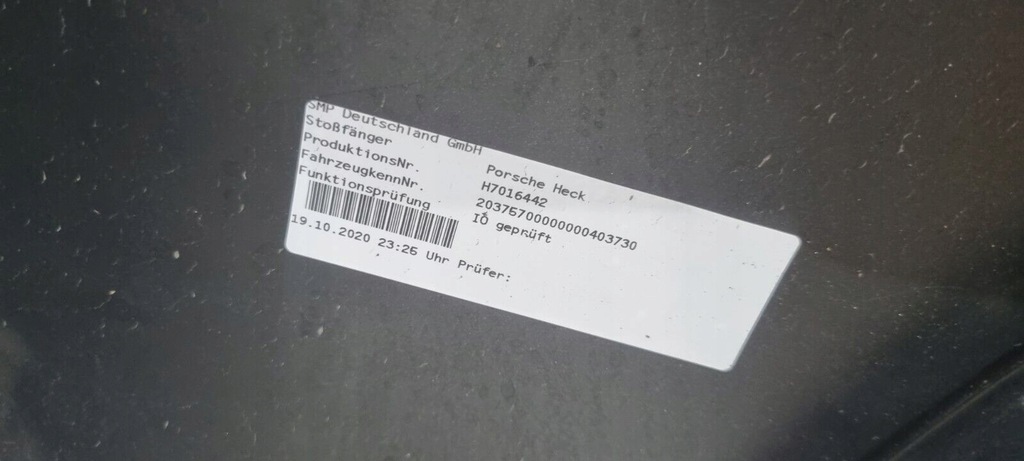 SMP Deutschland GmbH
Stoßfänger Porsche Heck
ProduktionsNr. H7016442
FahrzeugkennNr. 20375700000000403730
Funktionsprüfung IO geprüft
19.10.2020 23:26 Uhr Prüfer: